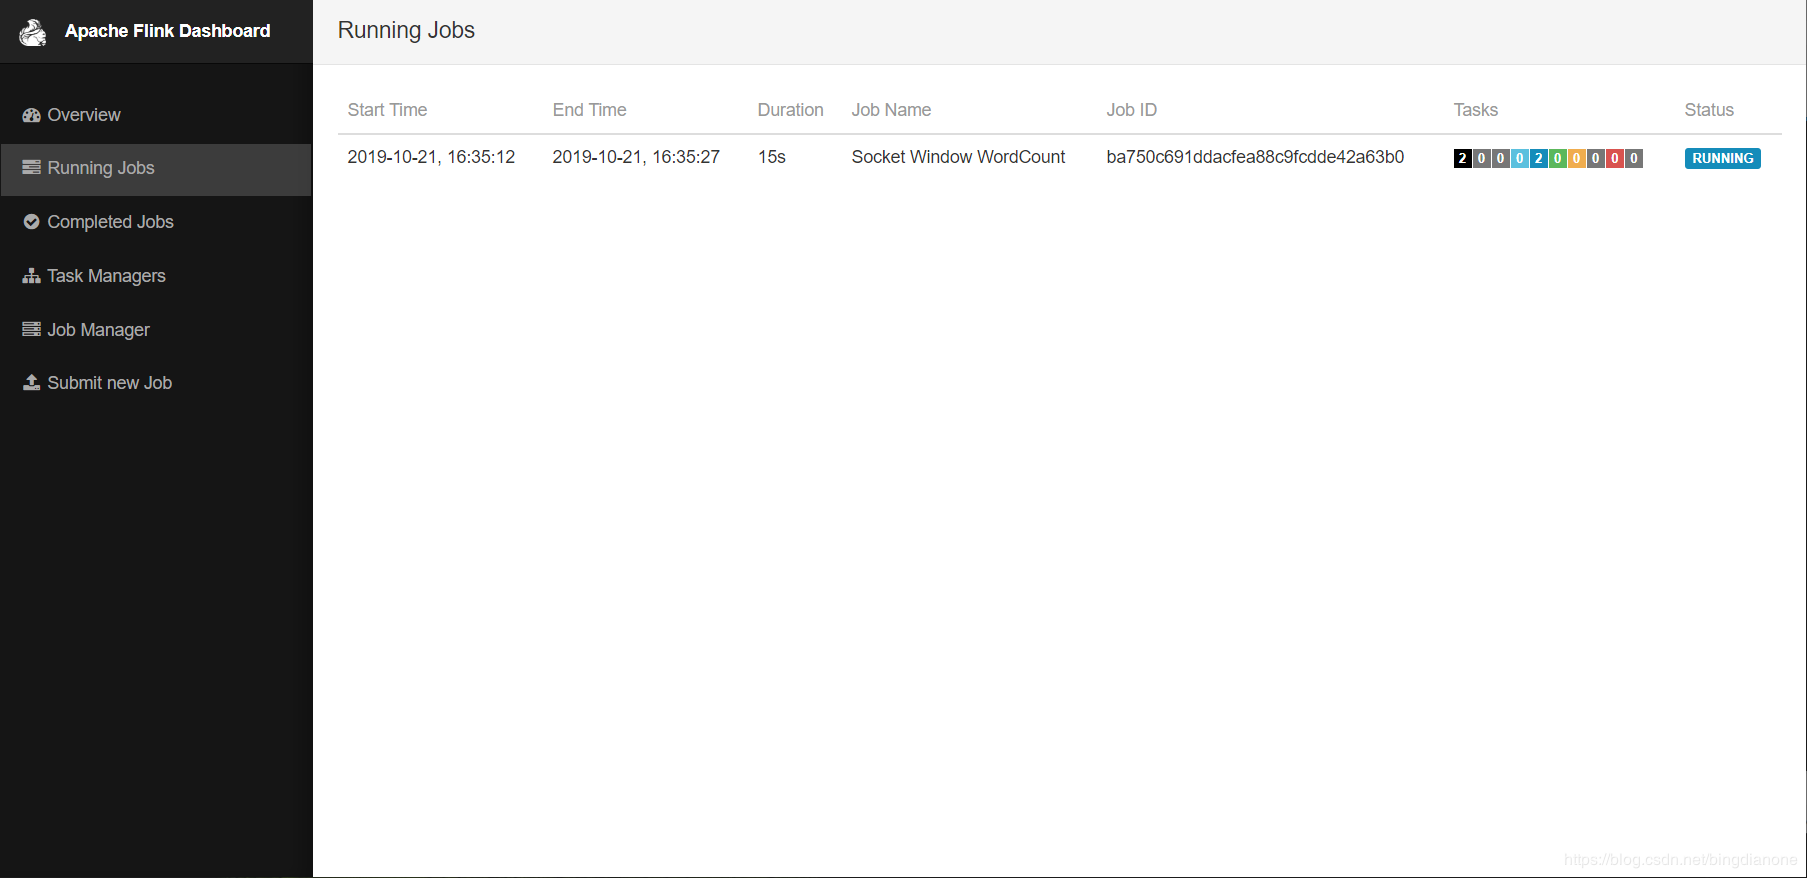 Apache Flink Dashboard
Running Jobs
Overview
Running Jobs
Completed Jobs
Task Managers
Job Manager
Submit new Job
Start Time End Time Duration Job Name Job ID Tasks Status
2019-10-21, 16:35:12 2019-10-21, 16:35:27 15s Socket Window WordCount ba750c691ddacfea88c9fcdde42a63b0 2 0 0 0 2 0 0 0 0 0 RUNNING
https://blog.csdn.net/bingdianone